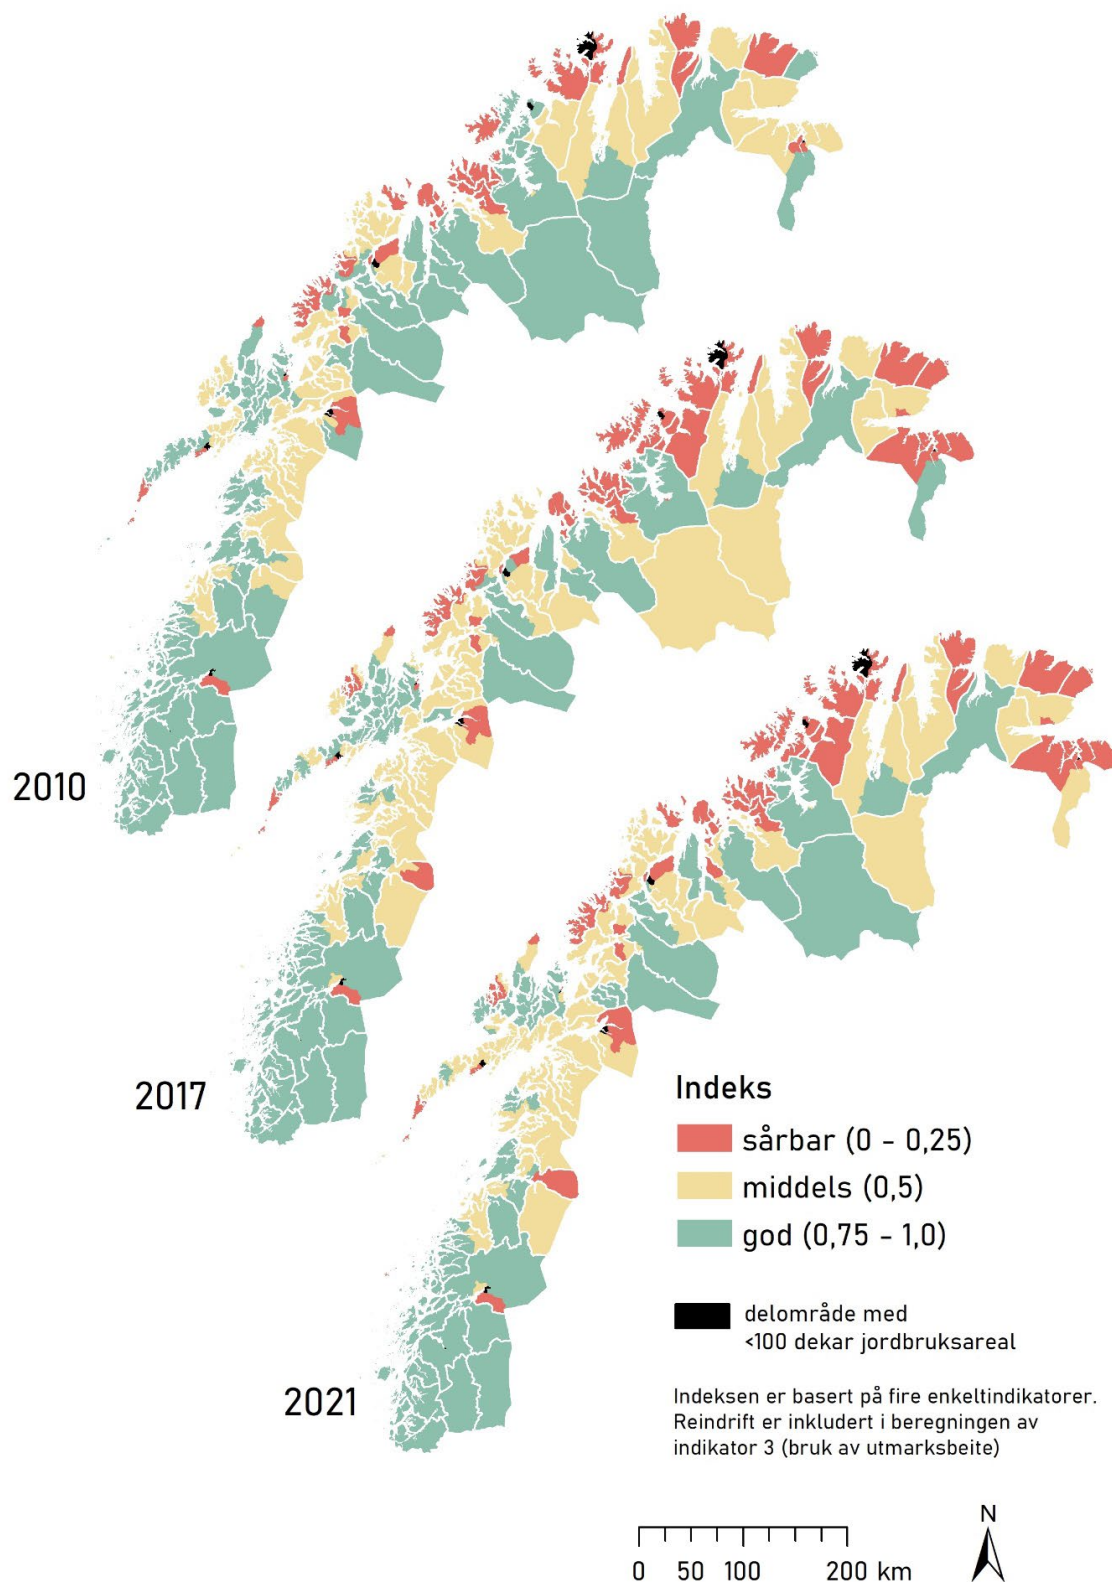 2010
2017
2021
Indeks
sårbar (0 - 0,25)
middels (0,5)
god (0,75 - 1,0)
delområde med
<100 dekar jordbruksareal
Indeksen er basert på fire enkeltindikatorer.
Reindrift er inkludert i beregningen av
indikator 3 (bruk av utmarksbeite)
N
0 50 100 200 km